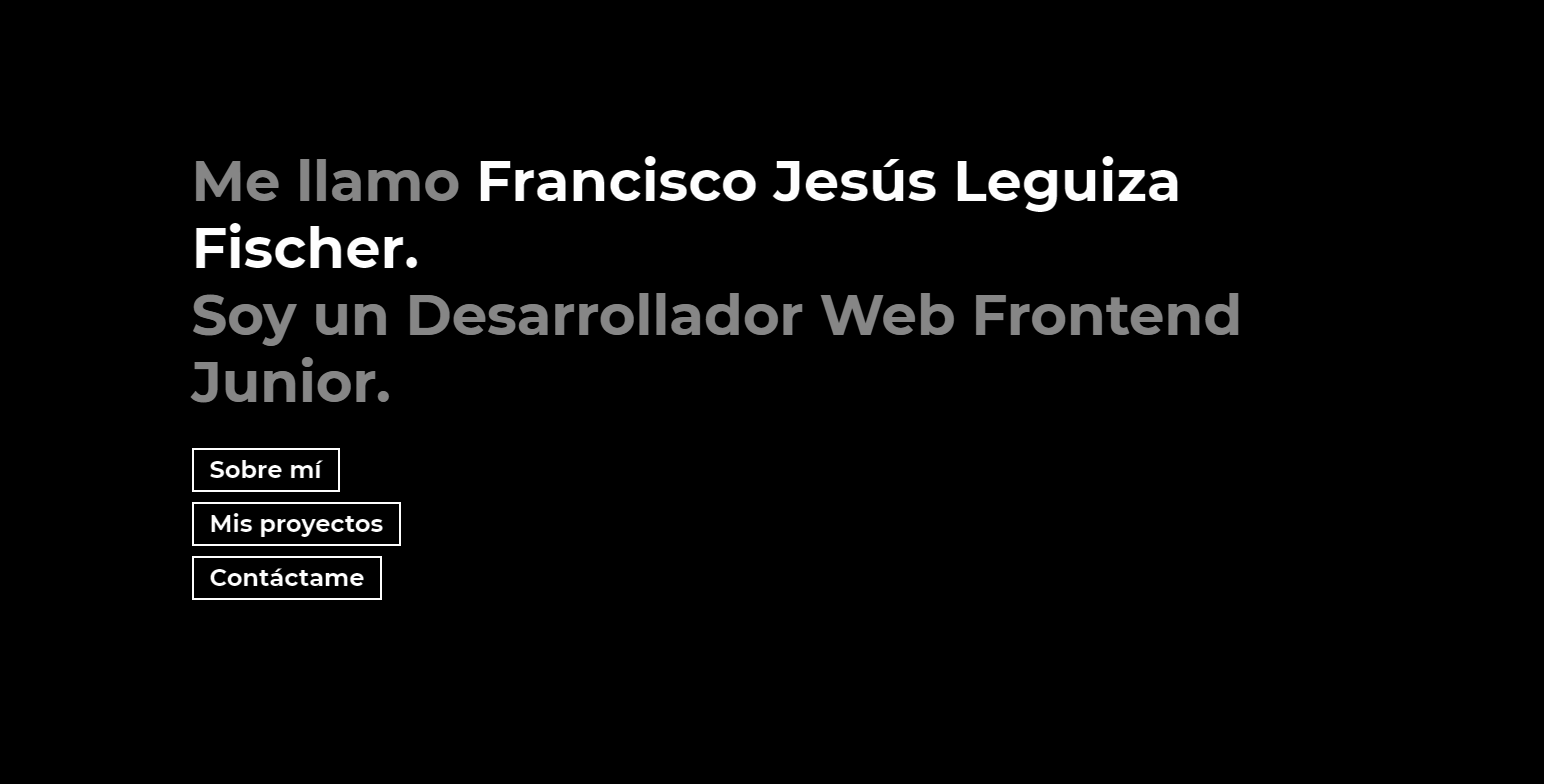 Me llamo Francisco Jesús Leguiza
Fischer.
Soy un Desarrollador Web Frontend
Junior.
Sobre mí
Mis proyectos
Contáctame